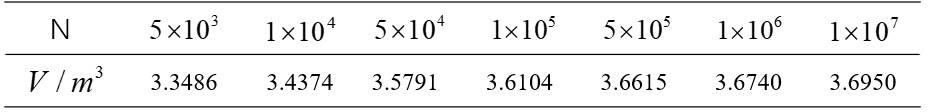 N 5×10³ 1×10⁴ 5×10⁴ 1×10⁵ 5×10⁵ 1×10⁶ 1×10⁷
V / m³ 3.3486 3.4374 3.5791 3.6104 3.6615 3.6740 3.6950